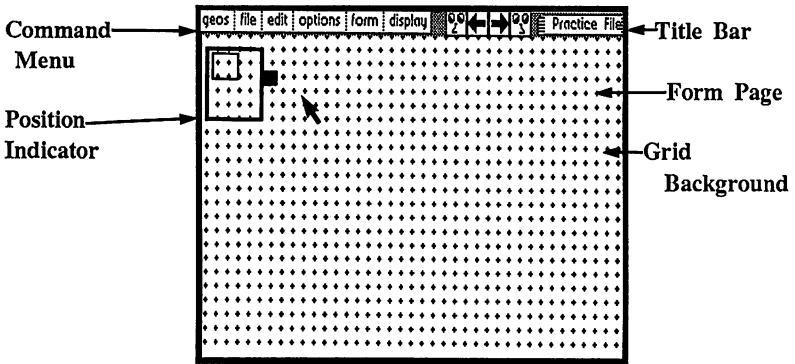 geos file edit options form display Practice File
Command
Menu
Title Bar
Form Page
Position
Indicator
Grid
Background